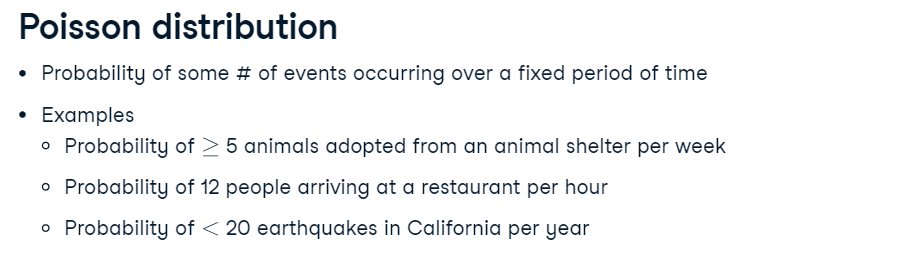 Poisson distribution
• Probability of some # of events occurring over a fixed period of time
• Examples
∘ Probability of ≥ 5 animals adopted from an animal shelter per week
∘ Probability of 12 people arriving at a restaurant per hour
∘ Probability of < 20 earthquakes in California per year